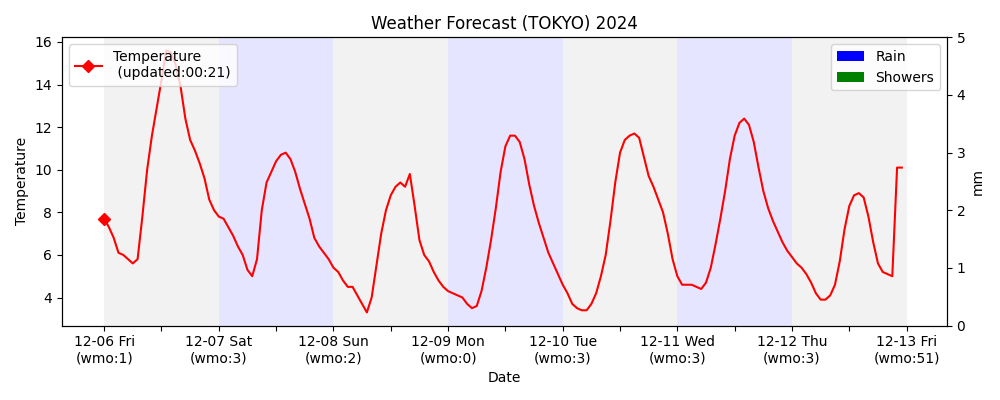 Weather Forecast (TOKYO) 2024
Temperature
(updated:00:21)
Rain
Showers
16
14
12
10
8
6
4
Temperature
5
4
3
2
1
0
mm
12-06 Fri
(wmo:1)
12-07 Sat
(wmo:3)
12-08 Sun
(wmo:2)
12-09 Mon
(wmo:0)
12-10 Tue
(wmo:3)
12-11 Wed
(wmo:3)
12-12 Thu
(wmo:3)
12-13 Fri
(wmo:51)
Date